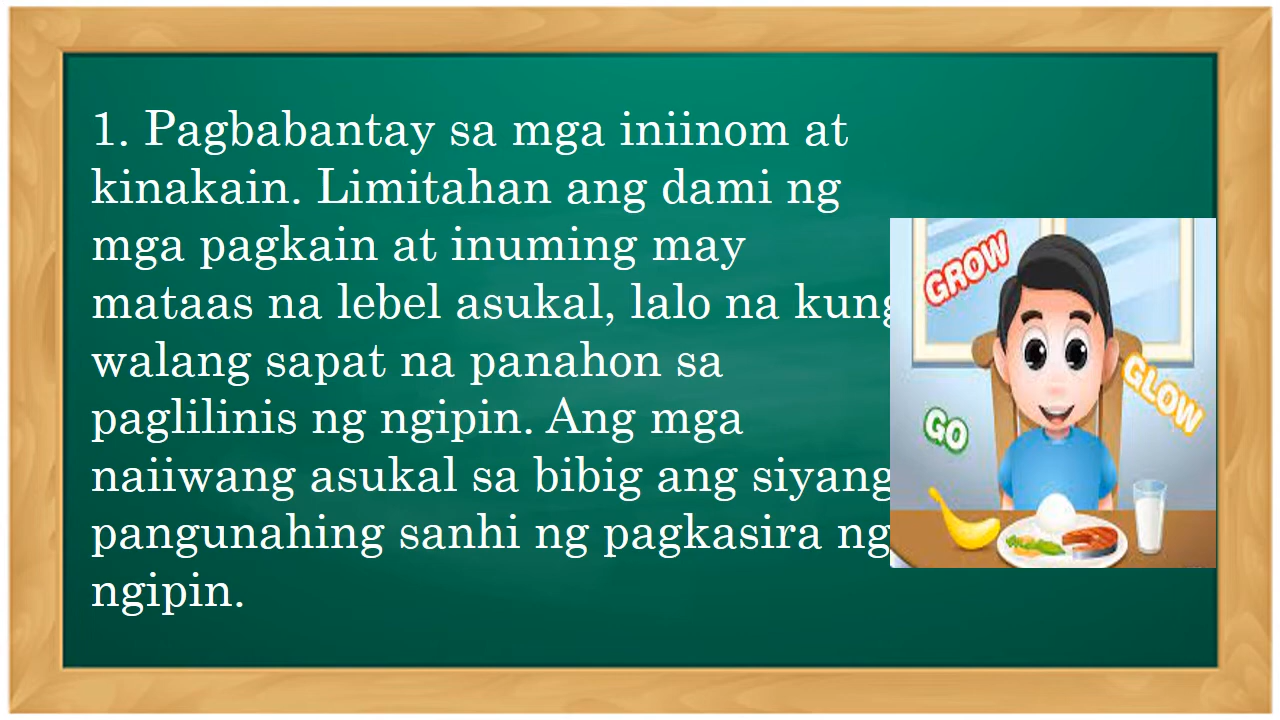 1. Pagbabantay sa mga iniinom at
kinakain. Limitahan ang dami ng
mga pagkain at inuming may
mataas na lebel asukal, lalo na kung
walang sapat na panahon sa
paglilinis ng ngipin. Ang mga
naiiwang asukal sa bibig ang siyang
pangunahing sanhi ng pagkasira ng
ngipin.
GROW
GLOW
GO